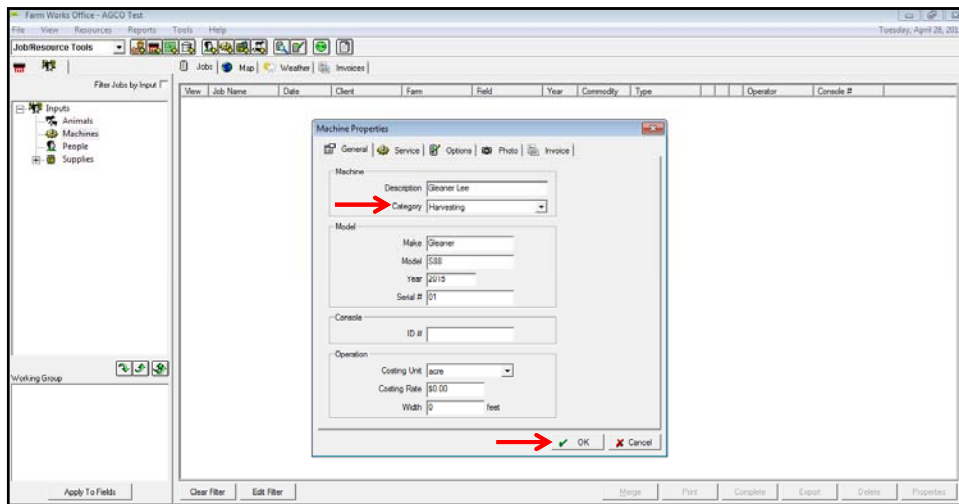 Farm Works Office - AGCO Test
File View Resources Reports Tools Help
Tuesday, April 28, 201
Job/Resource Tools
Jobs Map Weather Invoices
Filter Jobs by Input
View Job Name Date Client Farm Field Year Commodity Type Operator Console #
Inputs
Animals
Machines
People
Supplies
Machine Properties
General Service Options Photo Invoice
Machine
Description Gleaner Lee
Category Harvesting
Model
Make Gleaner
Model S88
Year 2015
Serial # 01
Console
ID #
Operation
Costing Unit acre
Costing Rate $0.00
Width 0 feet
OK Cancel
Working Group
Apply To Fields Clear Filter Edit Filter Merge Print Complete Export Delete Properties